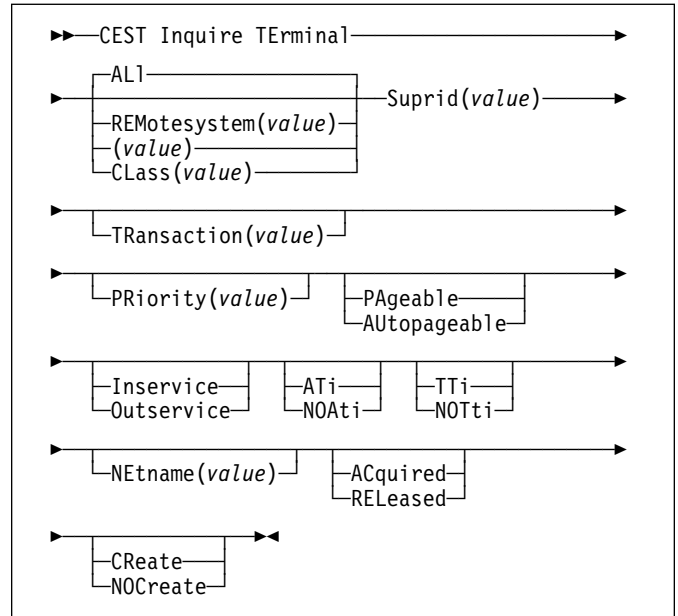 CEST Inquire TErminal
ALl
Suprid(value)
REMotesystem(value)
(value)
CLass(value)
TRansaction(value)
PRiority(value) PAgeable
AUtopageable
Inservice ATi TTi
Outservice NOAti NOTti
NEtname(value) ACquired
RELeased
CReate
NOCreate